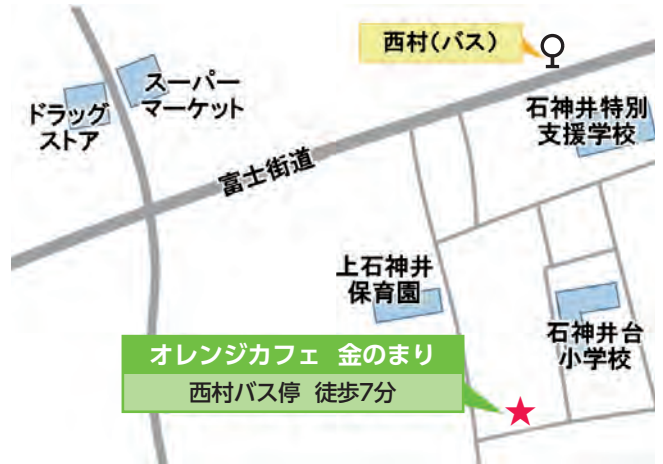 西村(バス)
スーパー
マーケット
ドラッグ
ストア
石神井特別
支援学校
富士街道
上石神井
保育園
石神井台
小学校
オレンジカフェ 金のまり
西村バス停 徒歩7分